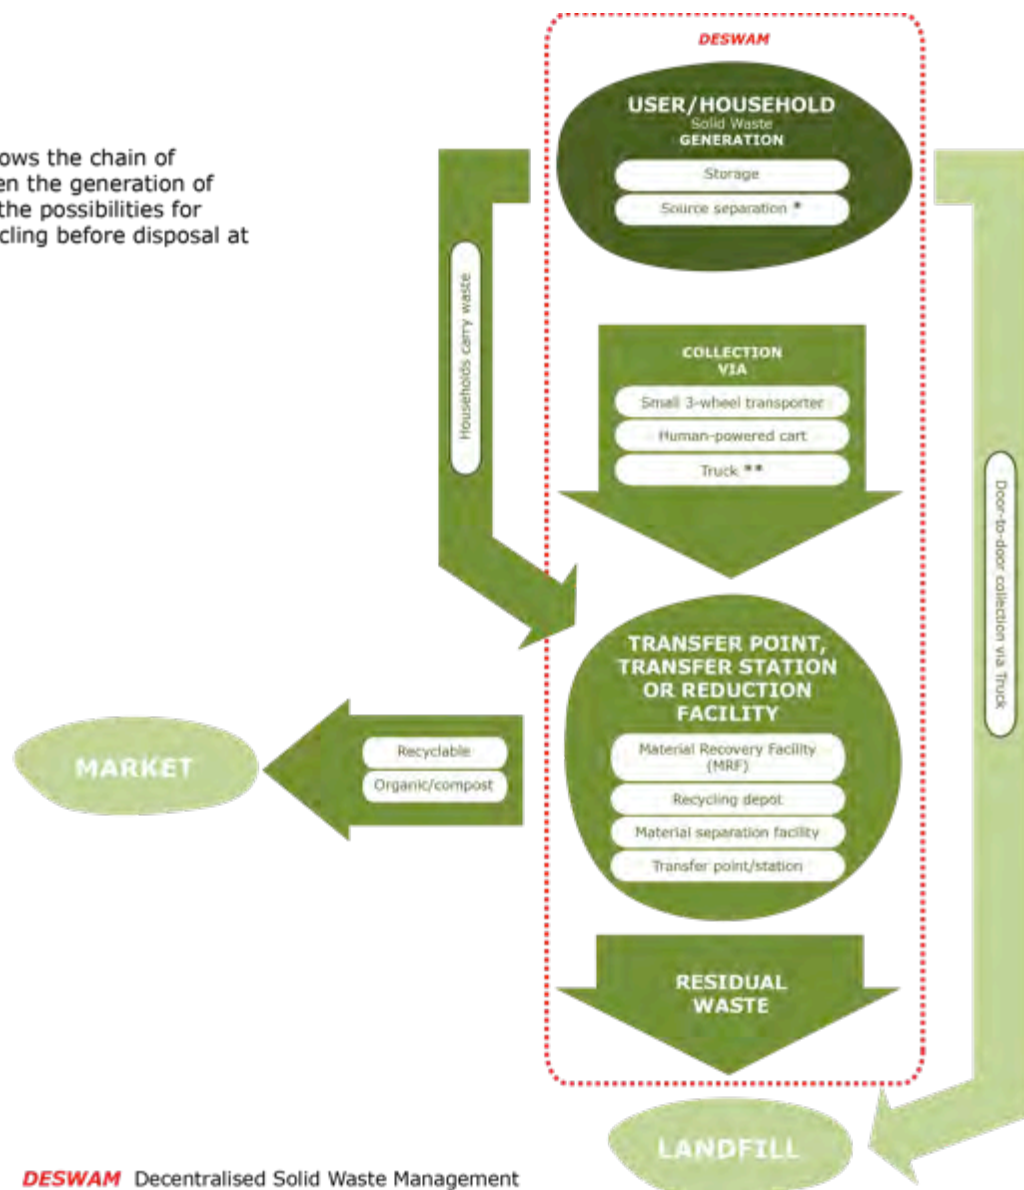 DESWAM
USER/HOUSEHOLD
Solid Waste
GENERATION
Storage
Source separation *
ows the chain of
en the generation of
the possibilities for
cling before disposal at
Households carry waste
COLLECTION
VIA
Small 3-wheel transporter
Human-powered cart
Truck **
Door-to-door collection via Truck
TRANSFER POINT,
TRANSFER STATION
OR REDUCTION
FACILITY
Material Recovery Facility
(MRF)
Recycling depot
Material separation facility
Transfer point/station
Recyclable
Organic/compost
MARKET
RESIDUAL
WASTE
LANDFILL
DESWAM Decentralised Solid Waste Management